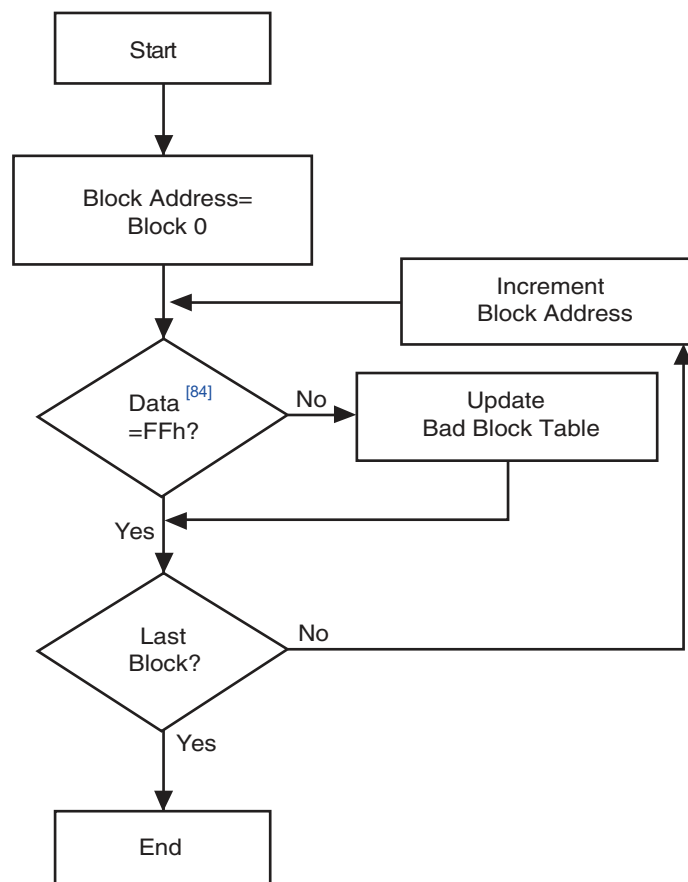 Start
Block Address=
Block 0
Increment
Block Address
Data [84]
=FFh?
No
Update
Bad Block Table
Yes
Last
Block?
No
Yes
End